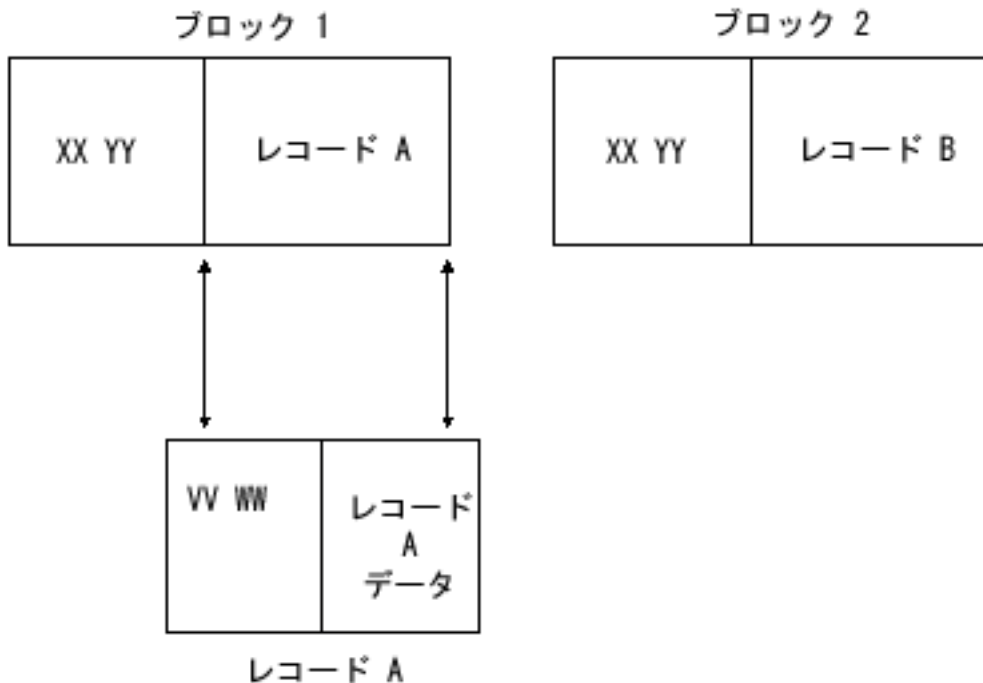 ブロック 1
ブロック 2
XX YY
レコード A
XX YY
レコード B
VV WW
レコード
A
データ
レコード A